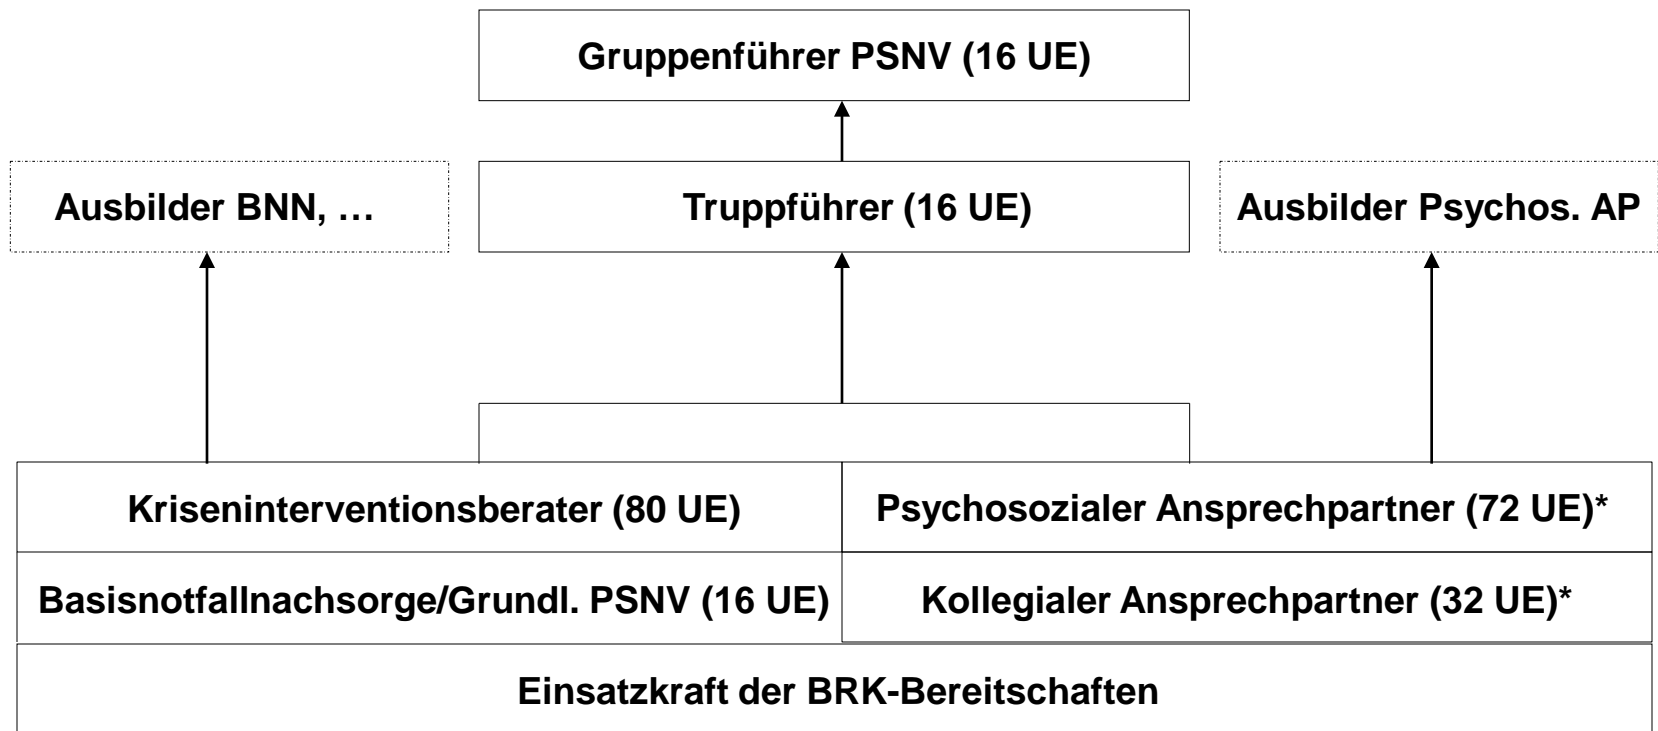 Gruppenführer PSNV (16 UE)
Ausbilder BNN, …
Truppführer (16 UE)
Ausbilder Psychos. AP
Kriseninterventionsberater (80 UE)
Psychosozialer Ansprechpartner (72 UE)*
Basisnotfallnachsorge/Grundl. PSNV (16 UE)
Kollegialer Ansprechpartner (32 UE)*
Einsatzkraft der BRK-Bereitschaften